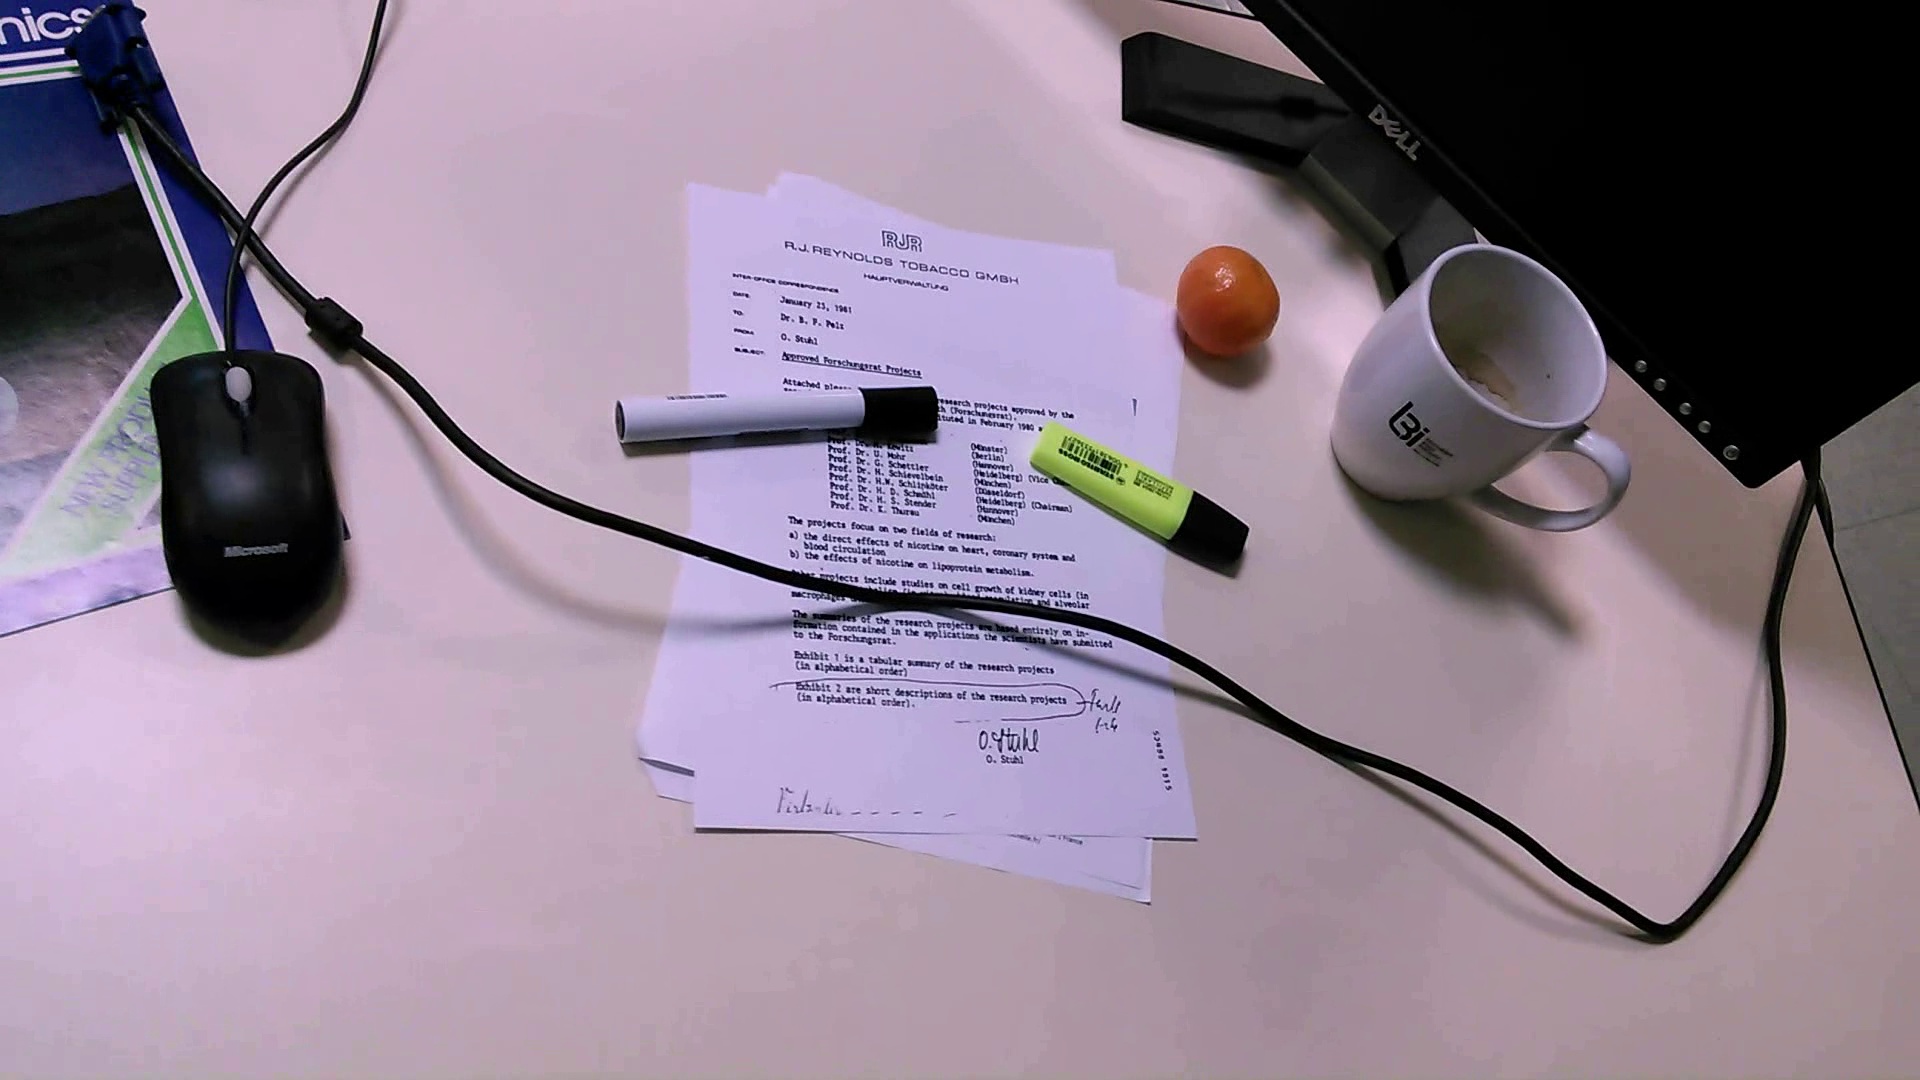 nics
NEW PRODU
SUPPLE
Microsoft
DELL
RJR
R.J. REYNOLDS TOBACCO GMBH
HAUPTVERWALTUNG
INTER-OFFICE CORRESPONDENCE
DATE: January 23, 1981
TO: Dr. B. F. Pelz
FROM: O. Stuhl
SUBJECT: Approved Forschungsrat Projects
Attached please research projects approved by the
(Forschungsrat).
ituted in February 1980
Prof. Dr. (Münster)
Prof. Dr. U. Mohr (Berlin)
Prof. Dr. G. Schettler (Hannover)
Prof. Dr. H. Schievelbein (Heidelberg) (Vice
Prof. Dr. H.W. Schlipköter (München)
Prof. Dr. H. D. Schmähl (Düsseldorf)
Prof. Dr. H. S. Stender (Heidelberg) (Chairman)
Prof. Dr. K. Thurau (Hannover)
(München)
The projects focus on two fields of research:
a) the direct effects of nicotine on heart, coronary system and
blood circulation
b) the effects of nicotine on lipoprotein metabolism.
projects include studies on cell growth of kidney cells (in
macrophages and alveolar
The summaries of the research projects are based entirely on in-
formation contained in the applications the scientists have submitted
to the Forschungsrat.
Exhibit 1 is a tabular summary of the research projects
(in alphabetical order)
Exhibit 2 are short descriptions of the research projects
(in alphabetical order).
O. Stuhl
O. Stuhl
BOSS